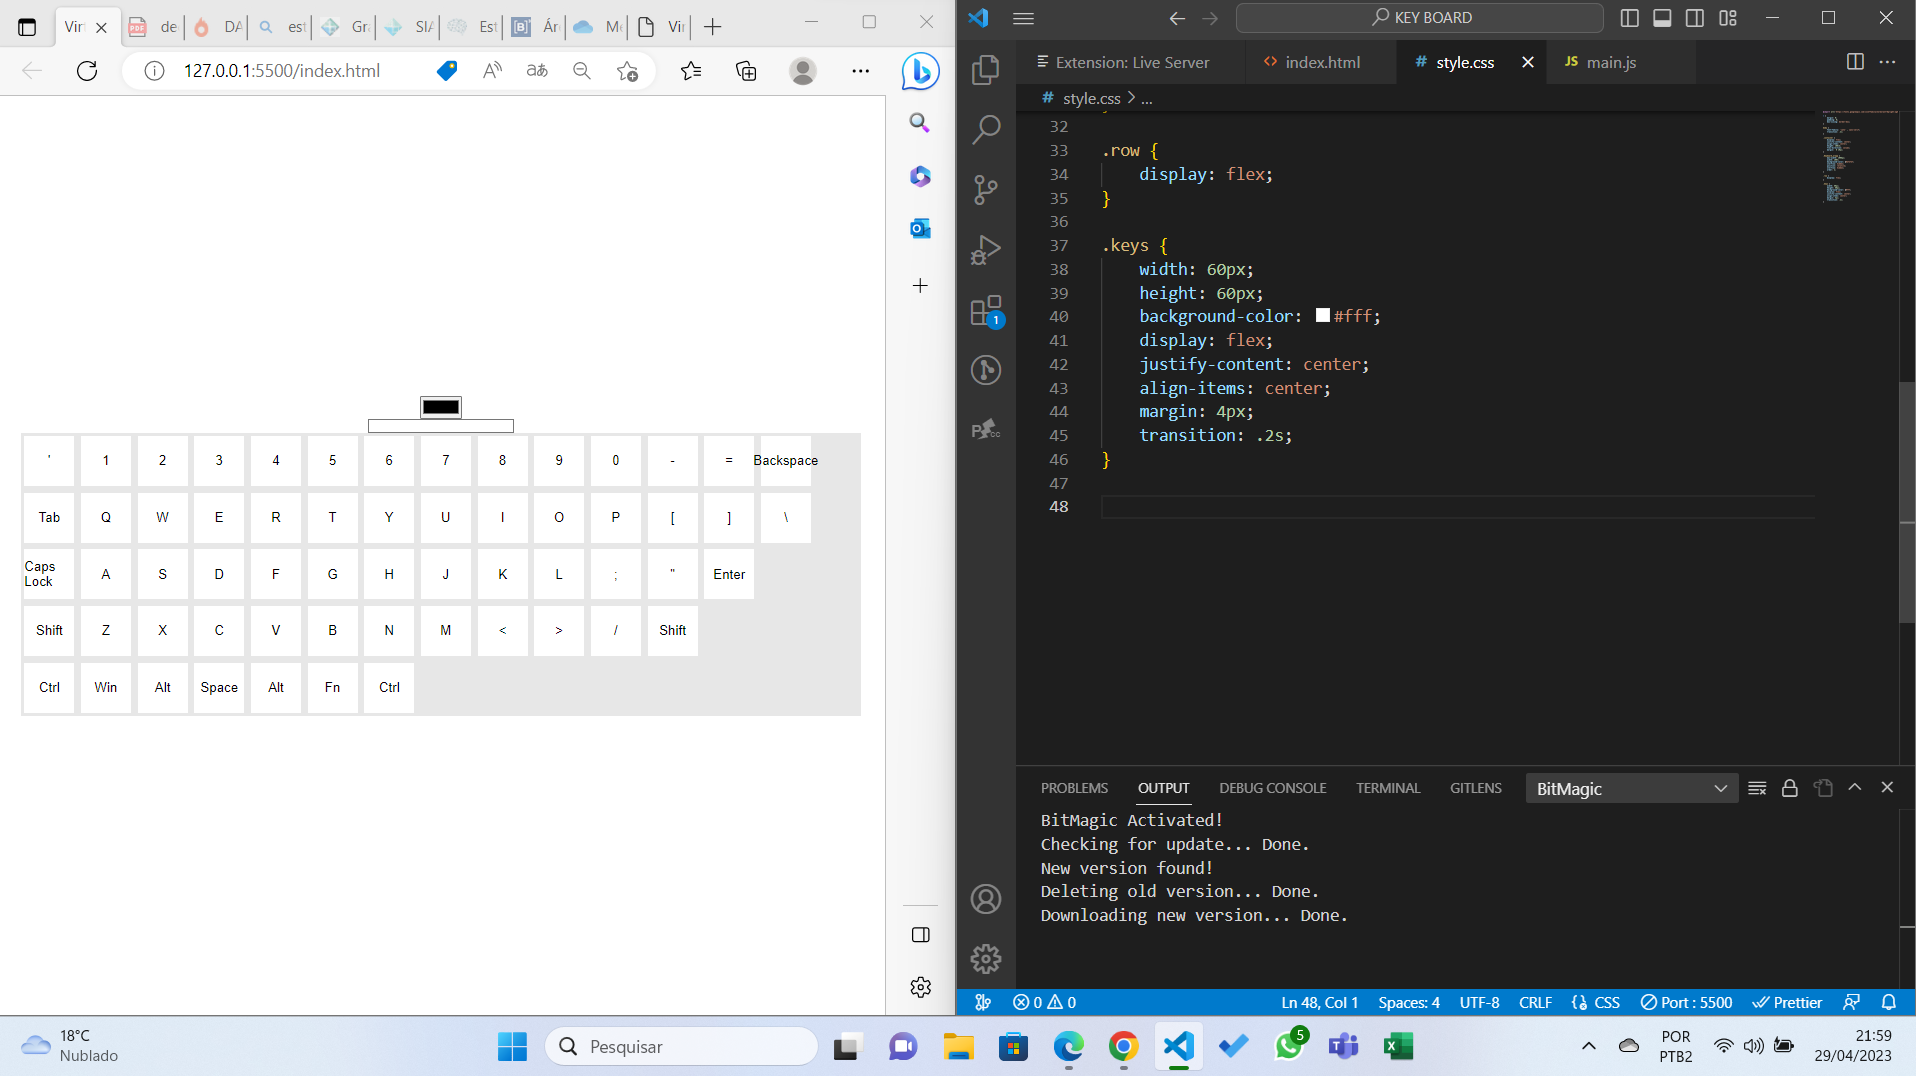 Vir
de
DA
est
Gr
SIA
Est
Ár
Me
Vir
127.0.0.1:5500/index.html
' 1 2 3 4 5 6 7 8 9 0 - = Backspace
Tab Q W E R T Y U I O P [ ] \
Caps Lock A S D F G H J K L ; " Enter
Shift Z X C V B N M < > / Shift
Ctrl Win Alt Space Alt Fn Ctrl
KEY BOARD
Extension: Live Server
index.html
# style.css
JS main.js
# style.css > ...
32
33 .row {
34 display: flex;
35 }
36
37 .keys {
38 width: 60px;
39 height: 60px;
40 background-color: #fff;
41 display: flex;
42 justify-content: center;
43 align-items: center;
44 margin: 4px;
45 transition: .2s;
46 }
47
48
PROBLEMS OUTPUT DEBUG CONSOLE TERMINAL GITLENS BitMagic
BitMagic Activated!
Checking for update... Done.
New version found!
Deleting old version... Done.
Downloading new version... Done.
0 0 Ln 48, Col 1 Spaces: 4 UTF-8 CRLF {} CSS Port : 5500 Prettier
18°C
Nublado
Pesquisar
5
POR
PTB2
21:59
29/04/2023